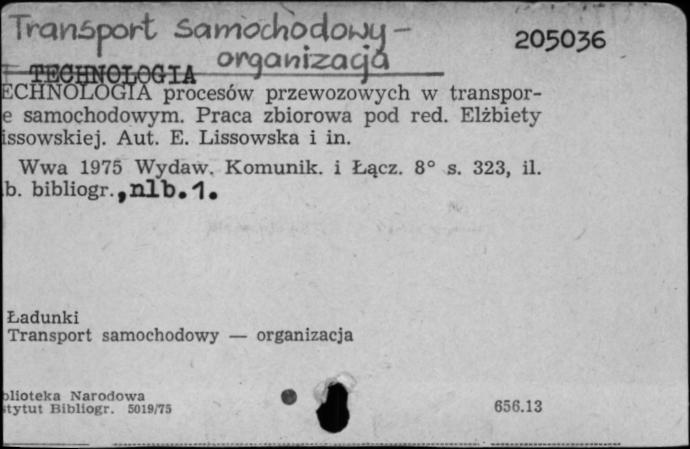 Transport samochodowy -
organizacja
205036
TECHNOLOGIA
ECHNOLOGIA procesów przewozowych w transpor-
e samochodowym. Praca zbiorowa pod red. Elżbiety
issowskiej. Aut. E. Lissowska i in.
Wwa 1975 Wydaw. Komunik. i Łącz. 8° s. 323, il.
b. bibliogr., nlb. 1.
Ładunki
Transport samochodowy — organizacja
blioteka Narodowa
stytut Bibliogr. 5019/75
656.13